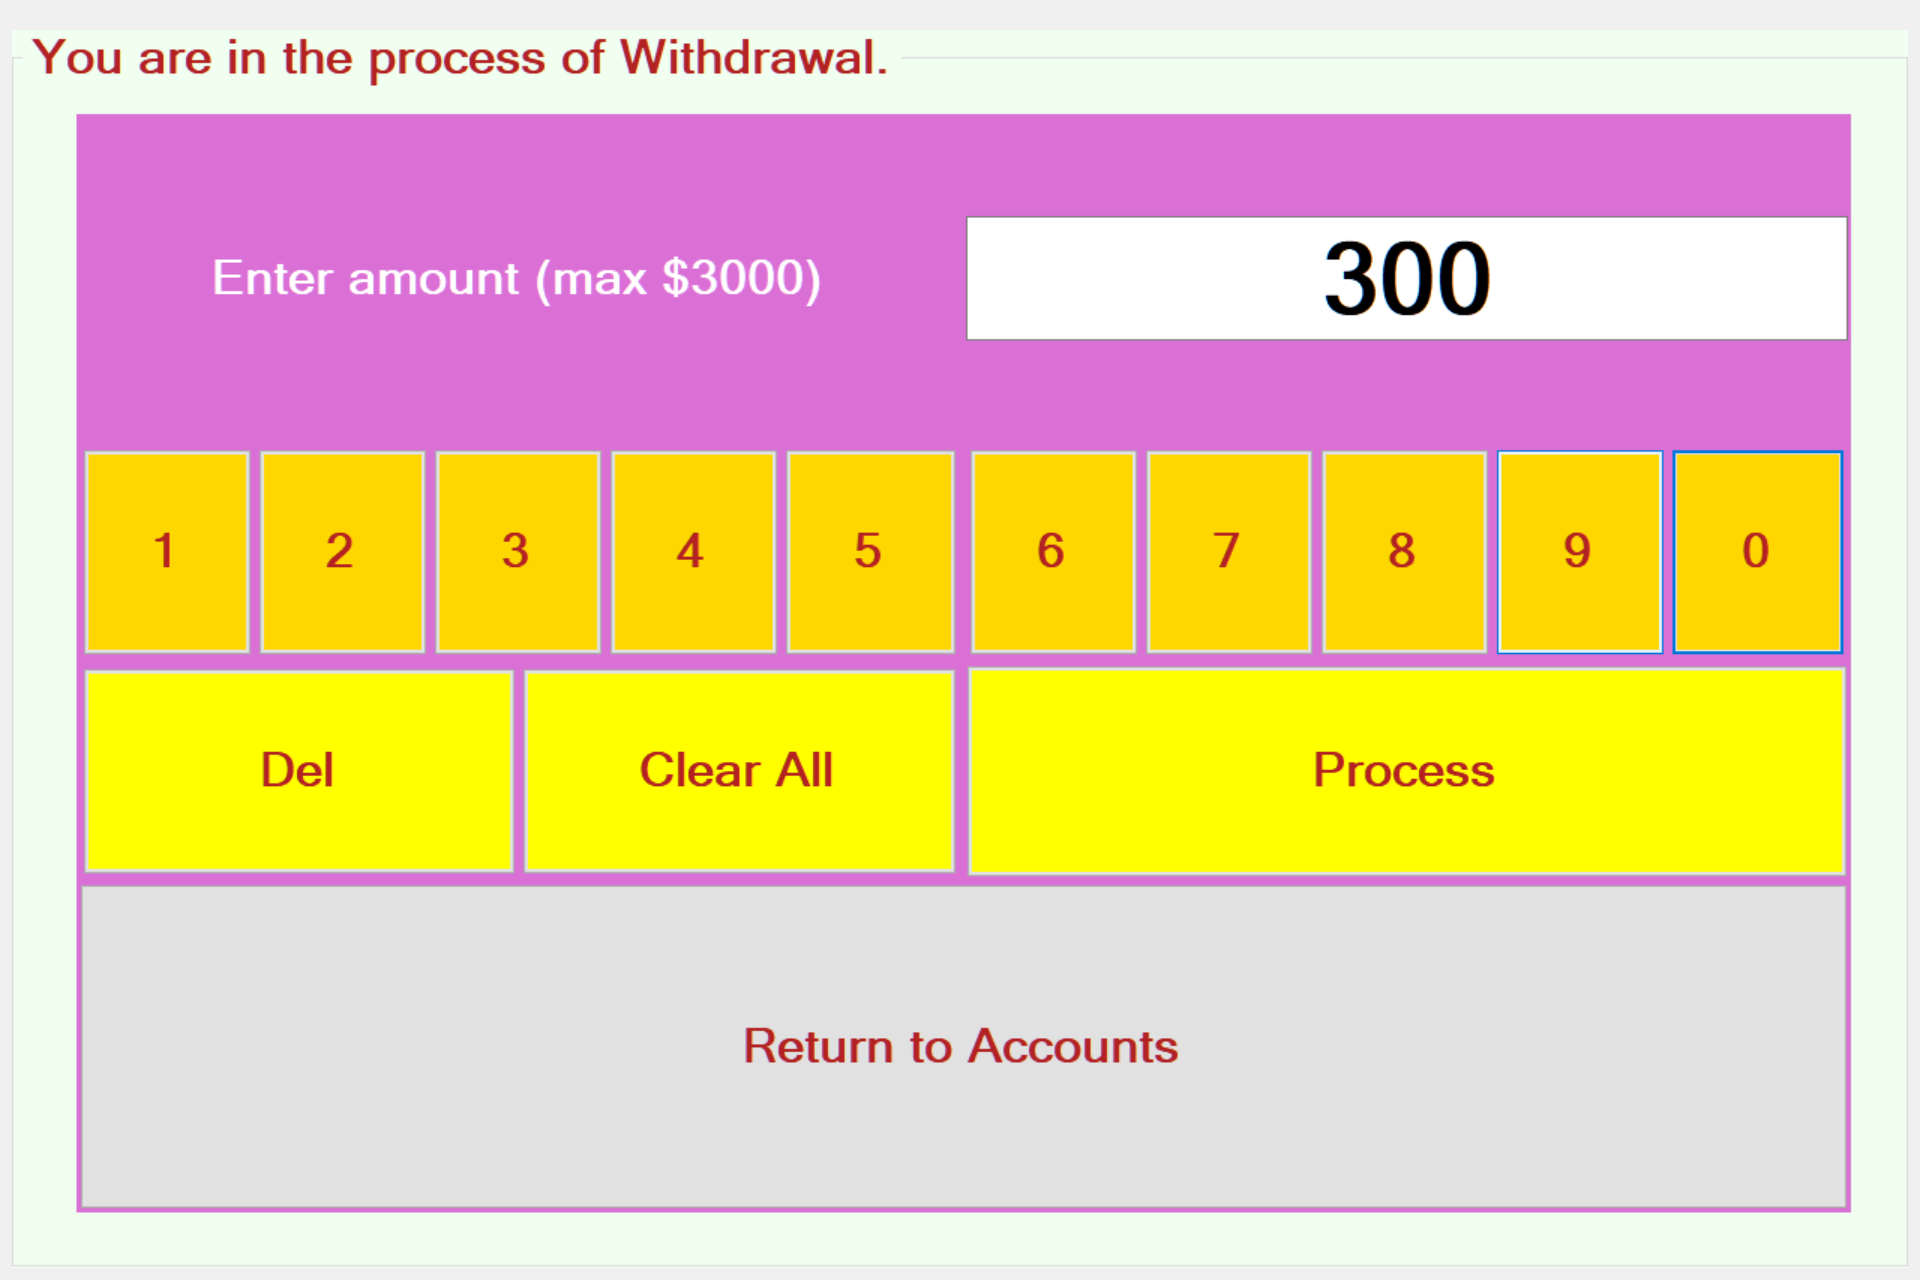 You are in the process of Withdrawal.
Enter amount (max $3000)
300
1 2 3 4 5 6 7 8 9 0
Del Clear All Process
Return to Accounts